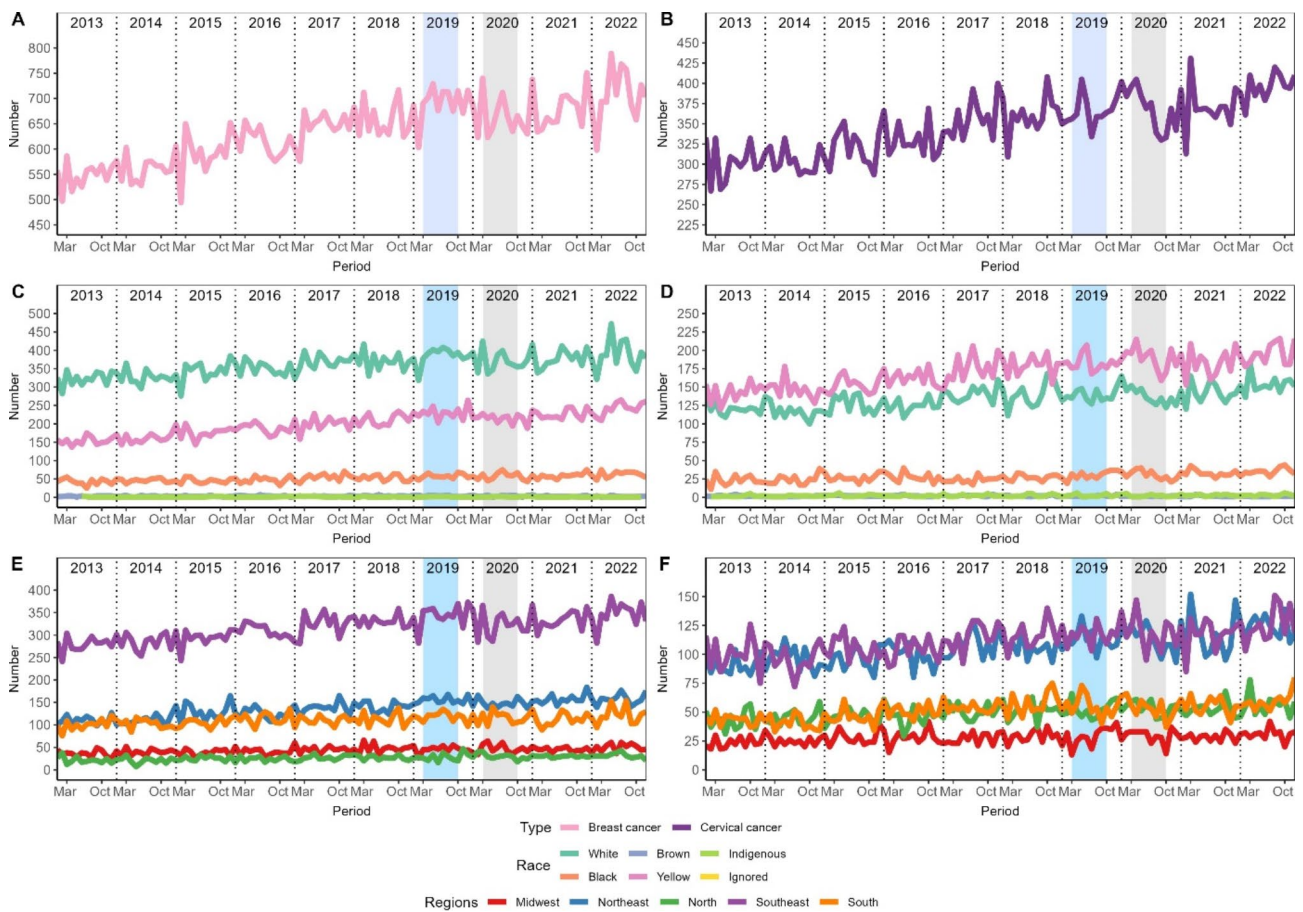 A
2013 2014 2015 2016 2017 2018 2019 2020 2021 2022
Number
800
750
700
650
600
550
500
450
Mar Oct Mar Oct Mar Oct Mar Oct Mar Oct Mar Oct Mar Oct Mar Oct Mar Oct Mar Oct
Period
B
2013 2014 2015 2016 2017 2018 2019 2020 2021 2022
Number
450
425
400
375
350
325
300
275
250
225
Mar Oct Mar Oct Mar Oct Mar Oct Mar Oct Mar Oct Mar Oct Mar Oct Mar Oct Mar Oct
Period
C
2013 2014 2015 2016 2017 2018 2019 2020 2021 2022
Number
500
450
400
350
300
250
200
150
100
50
0
Mar Oct Mar Oct Mar Oct Mar Oct Mar Oct Mar Oct Mar Oct Mar Oct Mar Oct Mar Oct
Period
D
2013 2014 2015 2016 2017 2018 2019 2020 2021 2022
Number
250
225
200
175
150
125
100
75
50
25
0
Mar Oct Mar Oct Mar Oct Mar Oct Mar Oct Mar Oct Mar Oct Mar Oct Mar Oct Mar Oct
Period
E
2013 2014 2015 2016 2017 2018 2019 2020 2021 2022
Number
400
350
300
250
200
150
100
50
0
Mar Oct Mar Oct Mar Oct Mar Oct Mar Oct Mar Oct Mar Oct Mar Oct Mar Oct Mar Oct
Period
F
2013 2014 2015 2016 2017 2018 2019 2020 2021 2022
Number
150
125
100
75
50
25
0
Mar Oct Mar Oct Mar Oct Mar Oct Mar Oct Mar Oct Mar Oct Mar Oct Mar Oct Mar Oct
Period
Type Breast cancer Cervical cancer
Race White Brown Indigenous
Black Yellow Ignored
Regions Midwest Northeast North Southeast South